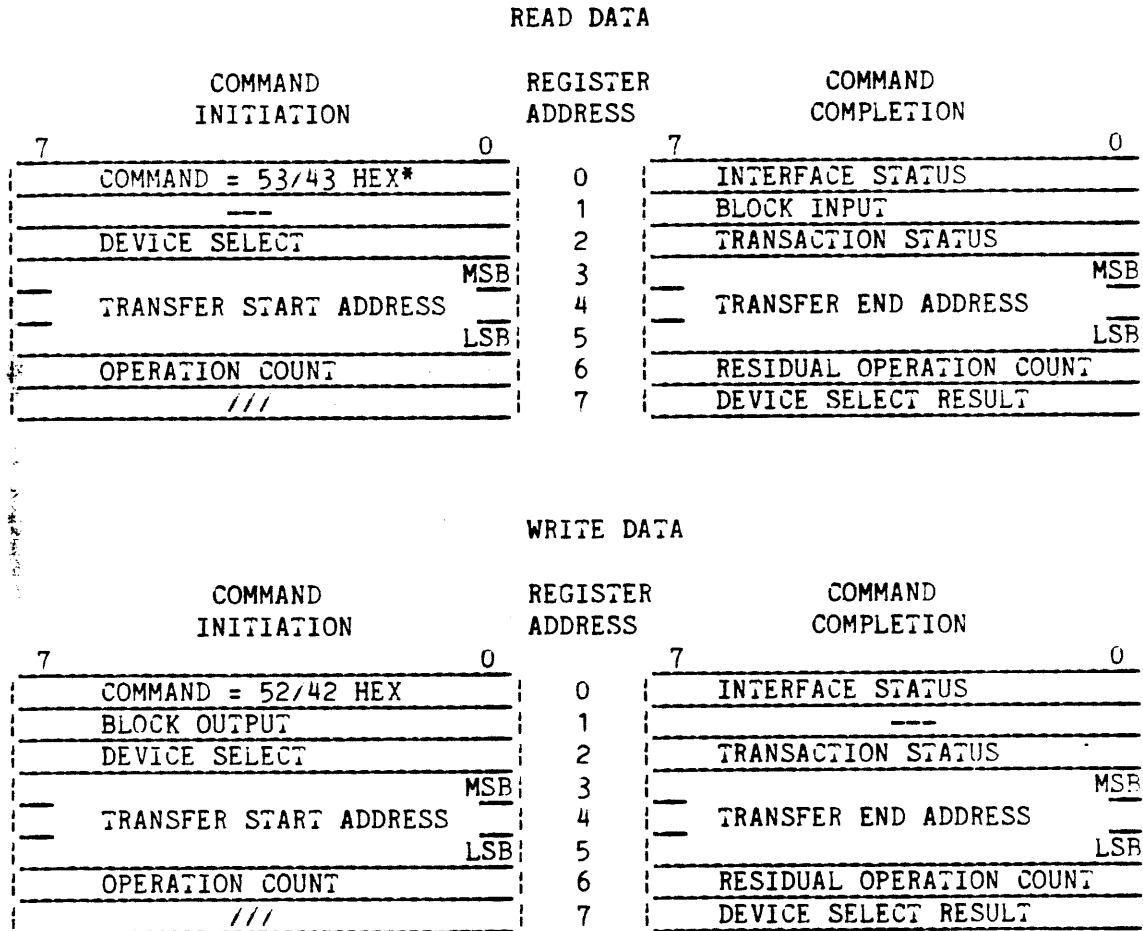 READ DATA
COMMAND REGISTER COMMAND
INITIATION ADDRESS COMPLETION
7 0 7 0
COMMAND = 53/43 HEX* 0 INTERFACE STATUS
--- 1 BLOCK INPUT
DEVICE SELECT 2 TRANSACTION STATUS
MSB 3 MSB
TRANSFER START ADDRESS 4 TRANSFER END ADDRESS
LSB 5 LSB
OPERATION COUNT 6 RESIDUAL OPERATION COUNT
/// 7 DEVICE SELECT RESULT
WRITE DATA
COMMAND REGISTER COMMAND
INITIATION ADDRESS COMPLETION
7 0 7 0
COMMAND = 52/42 HEX 0 INTERFACE STATUS
BLOCK OUTPUT 1 ---
DEVICE SELECT 2 TRANSACTION STATUS
MSB 3 MSB
TRANSFER START ADDRESS 4 TRANSFER END ADDRESS
LSB 5 LSB
OPERATION COUNT 6 RESIDUAL OPERATION COUNT
/// 7 DEVICE SELECT RESULT